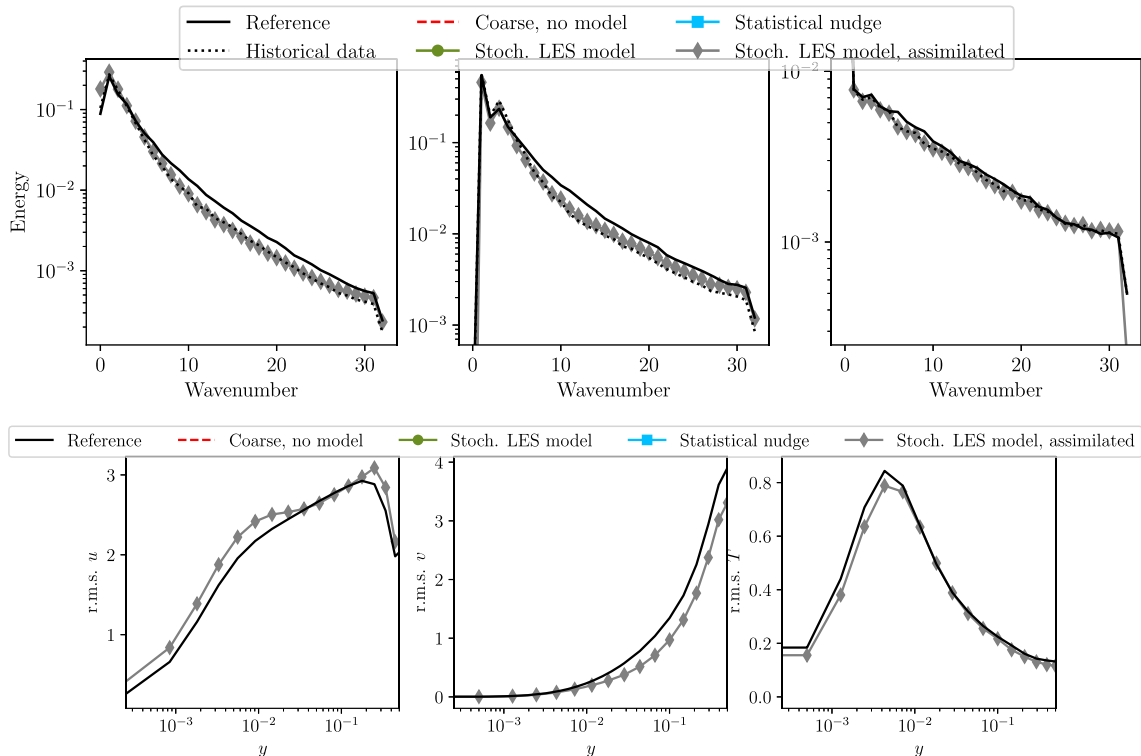 Reference Coarse, no model Statistical nudge
Historical data Stoch. LES model Stoch. LES model, assimilated
10⁻¹ 10⁻² 10⁻³
Energy
0 10 20 30
Wavenumber
10⁻¹ 10⁻² 10⁻³
0 10 20 30
Wavenumber
10⁻² 10⁻³
0 10 20 30
Wavenumber
Reference Coarse, no model Stoch. LES model Statistical nudge Stoch. LES model, assimilated
3 2 1
r.m.s. u
10⁻³ 10⁻² 10⁻¹
y
4 3 2 1 0
r.m.s. v
10⁻³ 10⁻² 10⁻¹
y
0.8 0.6 0.4 0.2 0.0
r.m.s. T
10⁻³ 10⁻² 10⁻¹
y